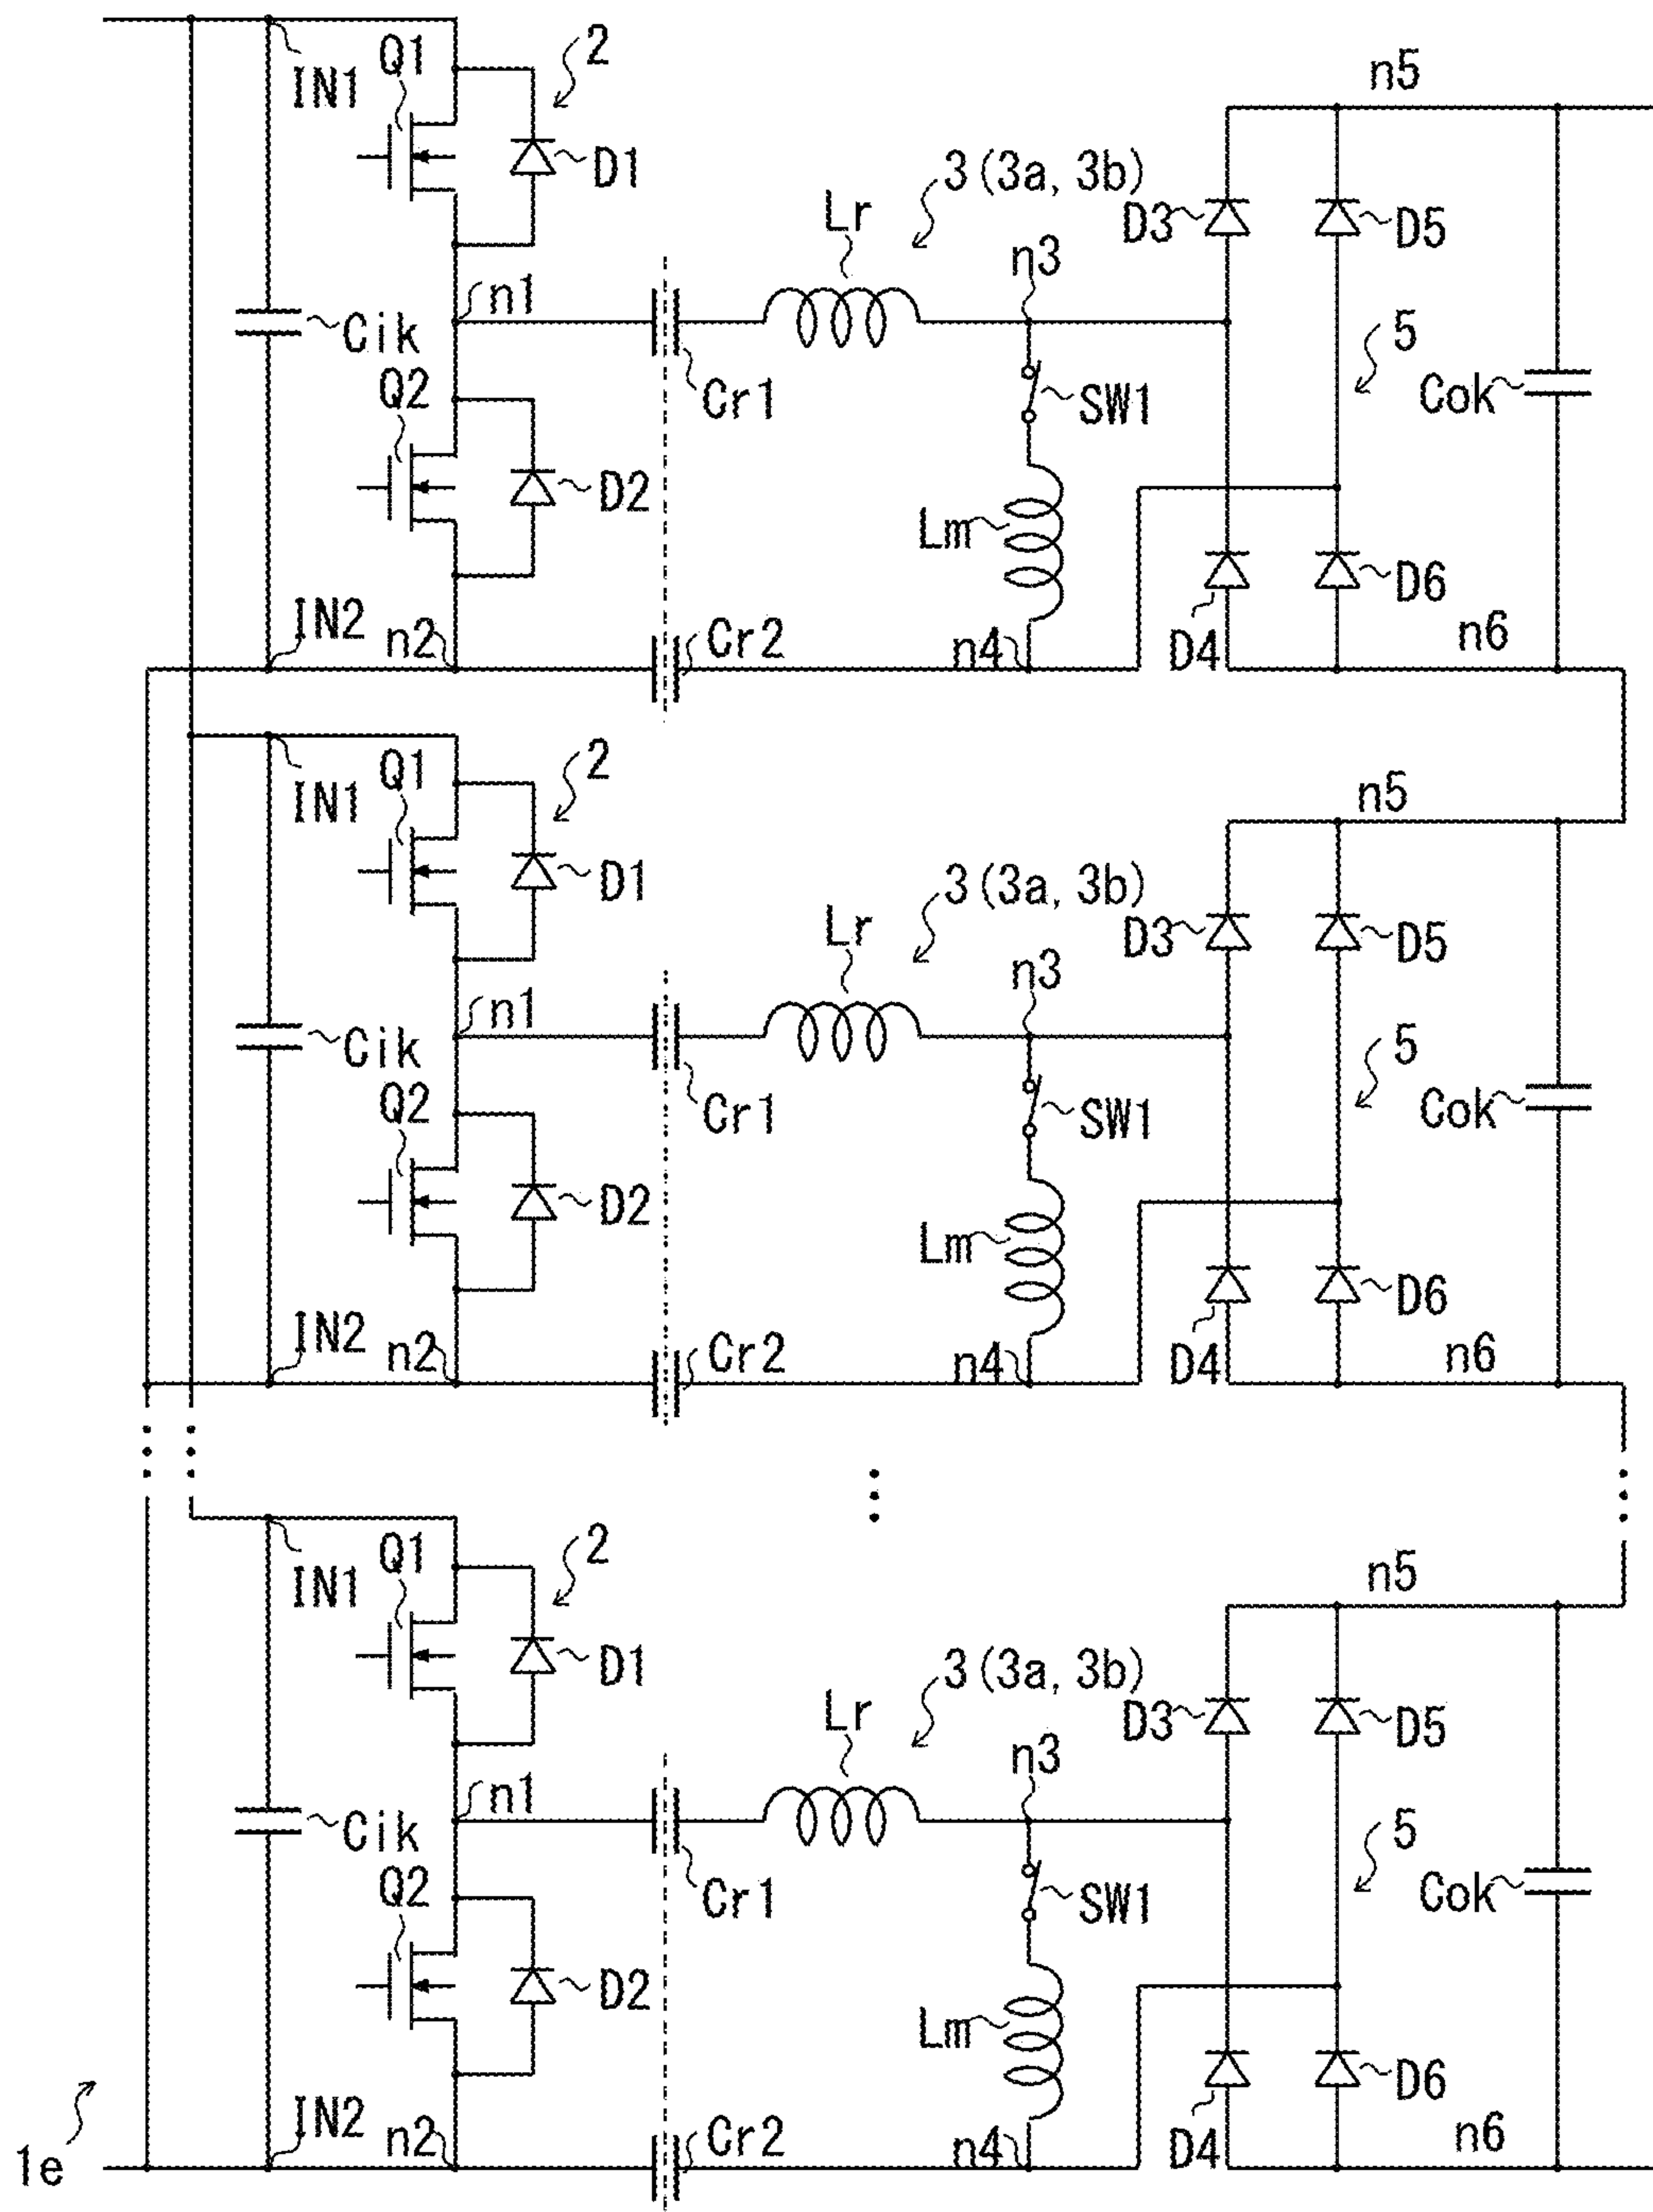 Q1
2
IN1
n5
D1
3 (3a, 3b)
Lr
D3
D5
n3
n1
Cik
5
Q2
Cr1
SW1
Cok
D2
Lm
D6
IN2
n2
Cr2
n4
D4
n6
Q1
2
IN1
n5
D1
3 (3a, 3b)
Lr
D3
D5
n3
n1
Cik
5
Q2
Cr1
SW1
Cok
D2
Lm
D6
IN2
n2
Cr2
n4
D4
n6
Q1
2
IN1
n5
D1
3 (3a, 3b)
Lr
D3
D5
n3
n1
Cik
5
Q2
Cr1
SW1
Cok
D2
Lm
D6
IN2
n2
Cr2
n4
D4
n6
1e